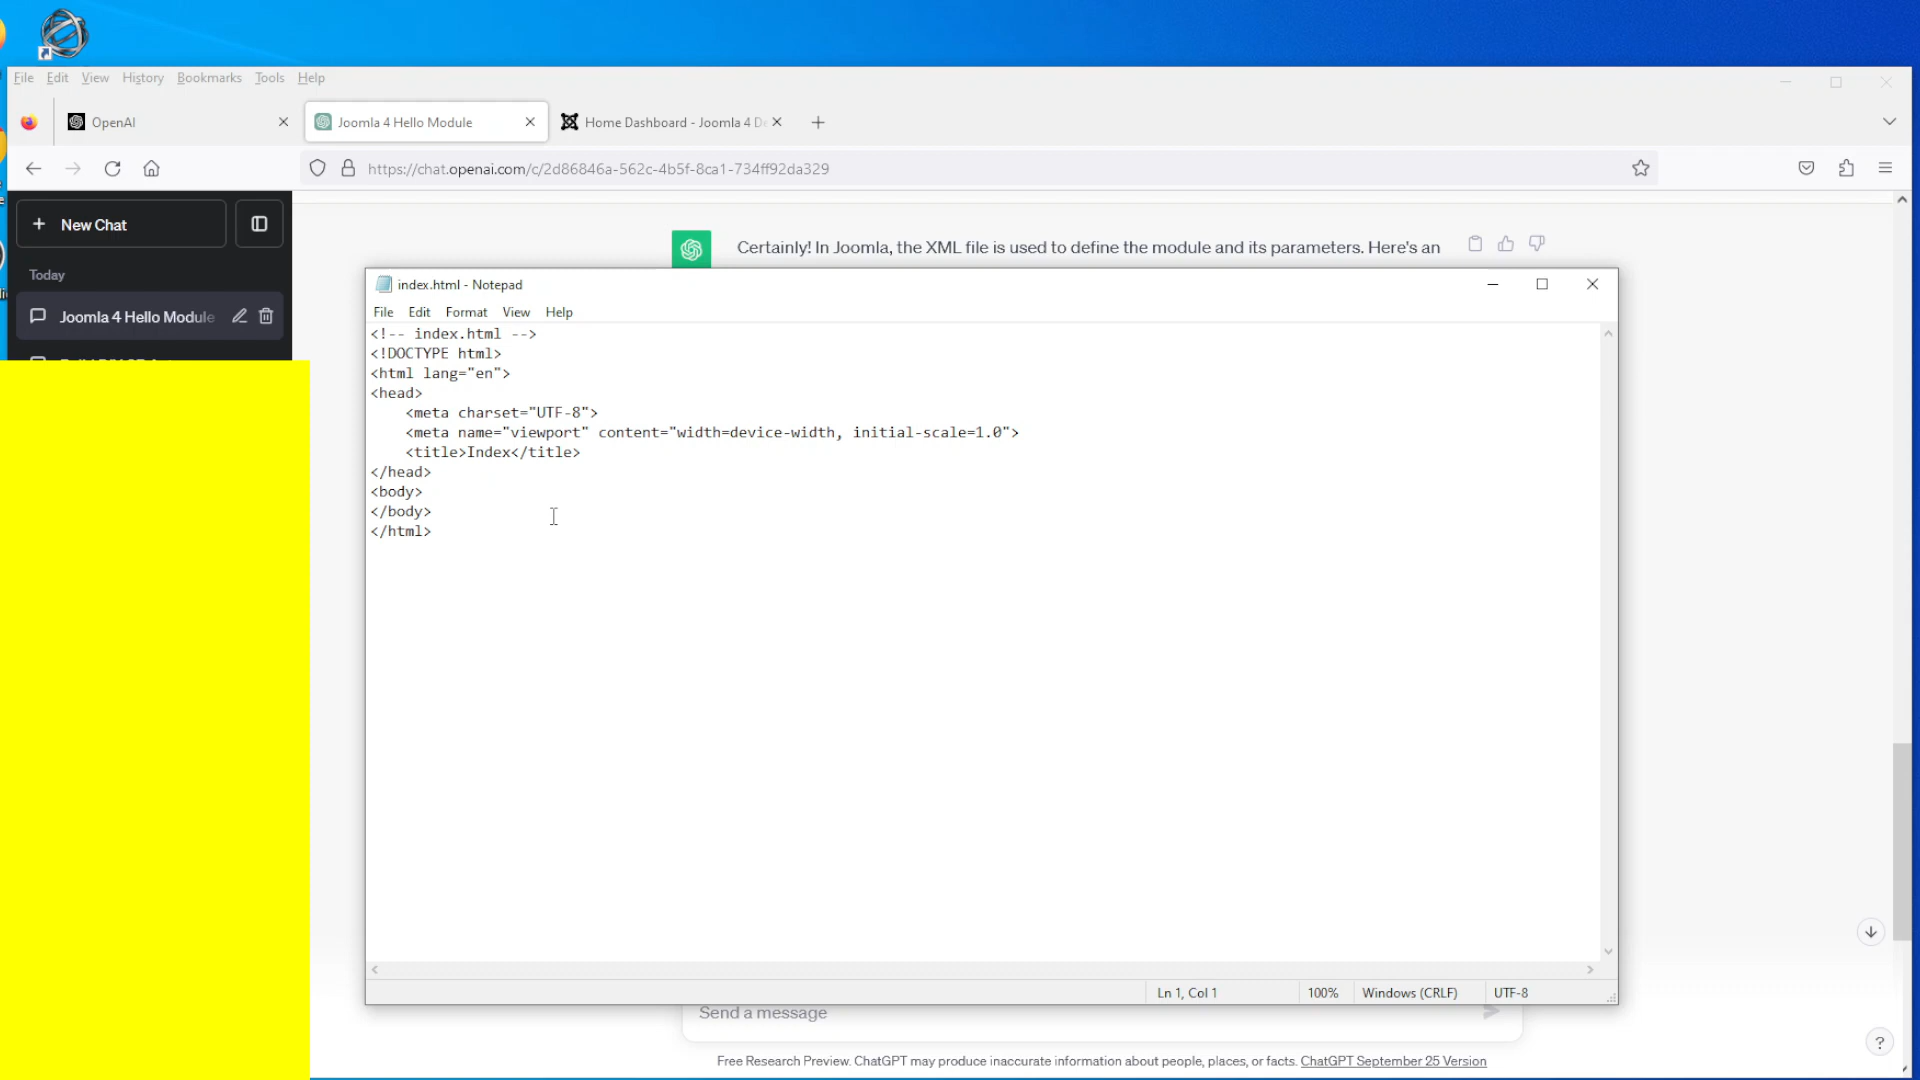 File Edit View History Bookmarks Tools Help
OpenAI
Joomla 4 Hello Module
Home Dashboard - Joomla 4 De
https://chat.openai.com/c/2d86846a-562c-4b5f-8ca1-734ff92da329
New Chat
Today
Joomla 4 Hello Module
Certainly! In Joomla, the XML file is used to define the module and its parameters. Here's an
index.html - Notepad
File Edit Format View Help
<!-- index.html -->
<!DOCTYPE html>
<html lang="en">
<head>
    <meta charset="UTF-8">
    <meta name="viewport" content="width=device-width, initial-scale=1.0">
    <title>Index</title>
</head>
<body>
</body>
</html>
Ln 1, Col 1 100% Windows (CRLF) UTF-8
Send a message
Free Research Preview. ChatGPT may produce inaccurate information about people, places, or facts. ChatGPT September 25 Version
?